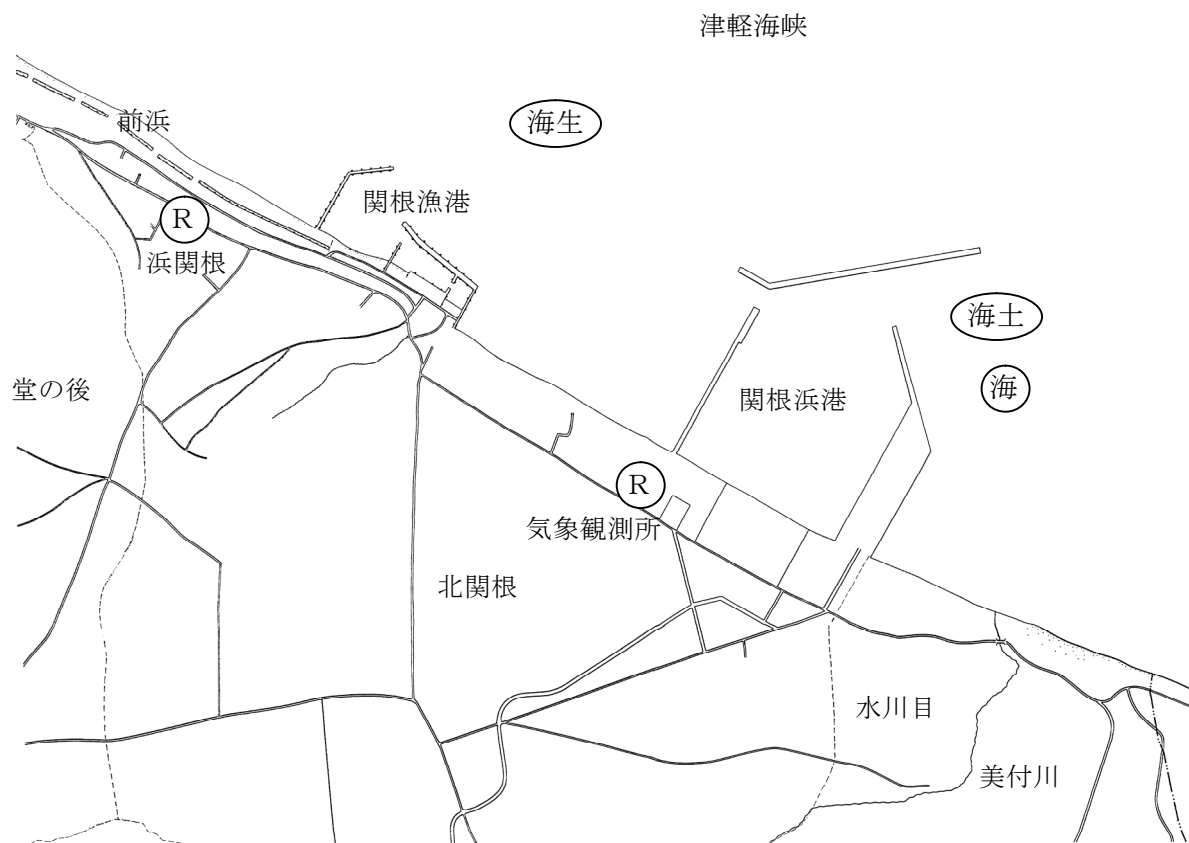 津軽海峡
前浜
海生
関根漁港
R
浜関根
海土
海
堂の後
関根浜港
R
気象観測所
北関根
水川目
美付川